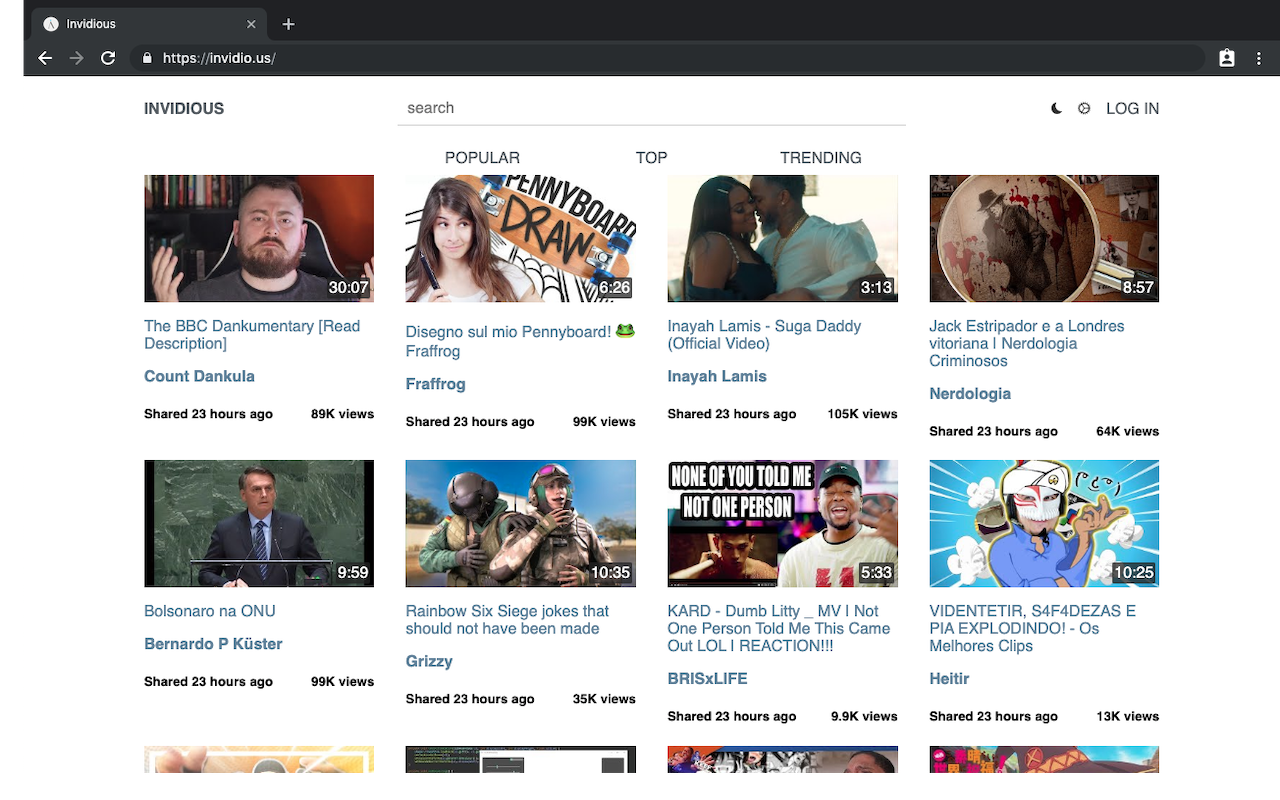 Invidious
https://invidio.us/
INVIDIOUS
search
LOG IN
POPULAR TOP TRENDING
30:07
PENNYBOARD
DRAW
6:26
3:13
8:57
The BBC Dankumentary [Read
Description]
Count Dankula
Shared 23 hours ago 89K views
Disegno sul mio Pennyboard! 🐸
Fraffrog
Fraffrog
Shared 23 hours ago 99K views
Inayah Lamis - Suga Daddy
(Official Video)
Inayah Lamis
Shared 23 hours ago 105K views
Jack Estripador e a Londres
vitoriana | Nerdologia
Criminosos
Nerdologia
Shared 23 hours ago 64K views
9:59
10:35
NONE OF YOU TOLD ME
NOT ONE PERSON
5:33
10:25
Bolsonaro na ONU
Bernardo P Küster
Shared 23 hours ago 99K views
Rainbow Six Siege jokes that
should not have been made
Grizzy
Shared 23 hours ago 35K views
KARD - Dumb Litty _ MV | Not
One Person Told Me This Came
Out LOL | REACTION!!!
BRISxLIFE
Shared 23 hours ago 9.9K views
VIDENTETIR, S4F4DEZAS E
PIA EXPLODINDO! - Os
Melhores Clips
Heitir
Shared 23 hours ago 13K views